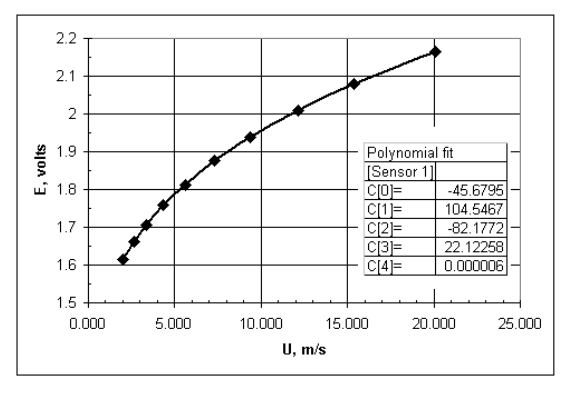 2.2
2.1
2
1.9
1.8
1.7
1.6
1.5
E, volts
Polynomial fit
[Sensor 1]
C[0]= -45.6795
C[1]= 104.5467
C[2]= -82.1772
C[3]= 22.12258
C[4]= 0.000006
0.000 5.000 10.000 15.000 20.000 25.000
U, m/s